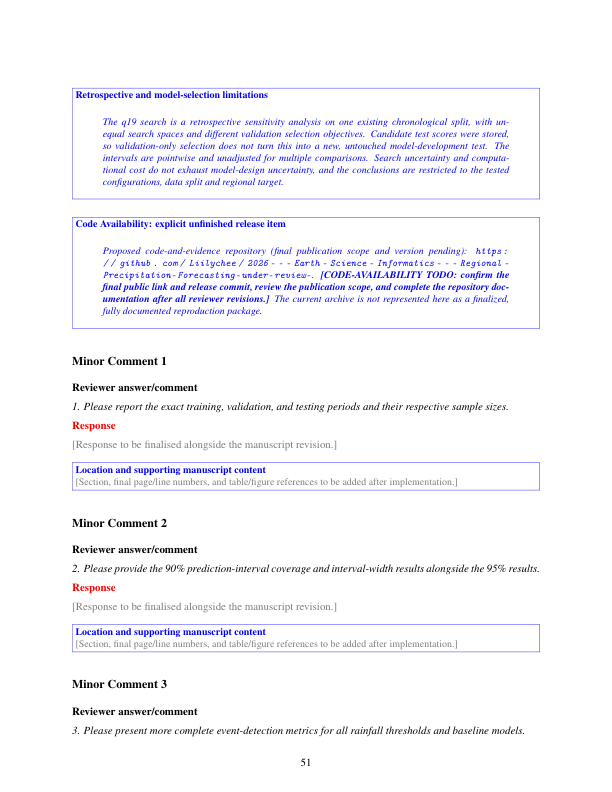 Retrospective and model-selection limitations
The q19 search is a retrospective sensitivity analysis on one existing chronological split, with un-
equal search spaces and different validation selection objectives. Candidate test scores were stored,
so validation-only selection does not turn this into a new, untouched model-development test. The
intervals are pointwise and unadjusted for multiple comparisons. Search uncertainty and computa-
tional cost do not exhaust model-design uncertainty, and the conclusions are restricted to the tested
configurations, data split and regional target.
Code Availability: explicit unfinished release item
Proposed code-and-evidence repository (final publication scope and version pending): https:
//github.com/Liilychee/2026---Earth-Science-Informatics---Regional-
Precipitation-Forecasting-under-review-. [CODE-AVAILABILITY TODO: confirm the
final public link and release commit, review the publication scope, and complete the repository doc-
umentation after all reviewer revisions.] The current archive is not represented here as a finalized,
fully documented reproduction package.
Minor Comment 1
Reviewer answer/comment
1. Please report the exact training, validation, and testing periods and their respective sample sizes.
Response
[Response to be finalised alongside the manuscript revision.]
Location and supporting manuscript content
[Section, final page/line numbers, and table/figure references to be added after implementation.]
Minor Comment 2
Reviewer answer/comment
2. Please provide the 90% prediction-interval coverage and interval-width results alongside the 95% results.
Response
[Response to be finalised alongside the manuscript revision.]
Location and supporting manuscript content
[Section, final page/line numbers, and table/figure references to be added after implementation.]
Minor Comment 3
Reviewer answer/comment
3. Please present more complete event-detection metrics for all rainfall thresholds and baseline models.
51